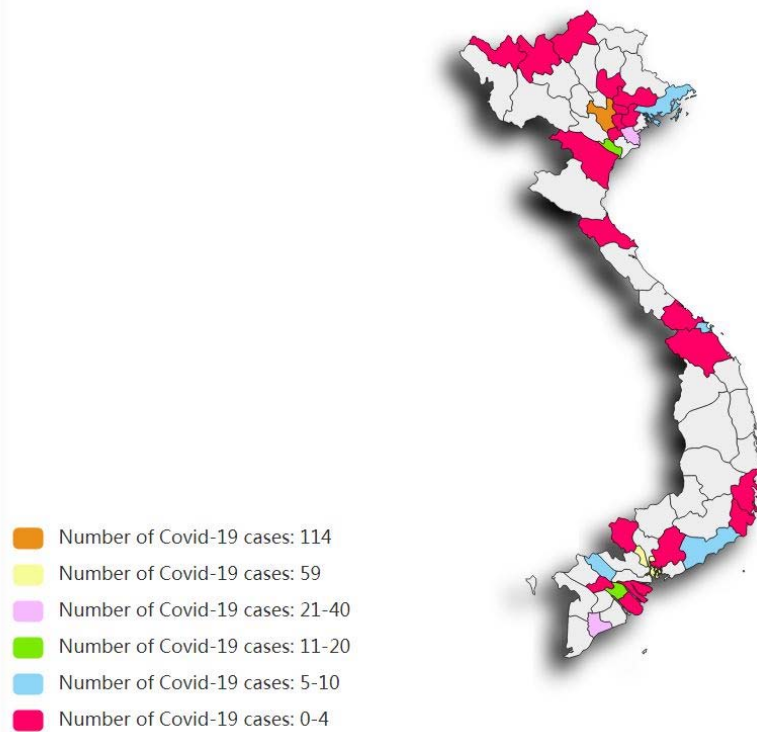 Number of Covid-19 cases: 114
Number of Covid-19 cases: 59
Number of Covid-19 cases: 21-40
Number of Covid-19 cases: 11-20
Number of Covid-19 cases: 5-10
Number of Covid-19 cases: 0-4